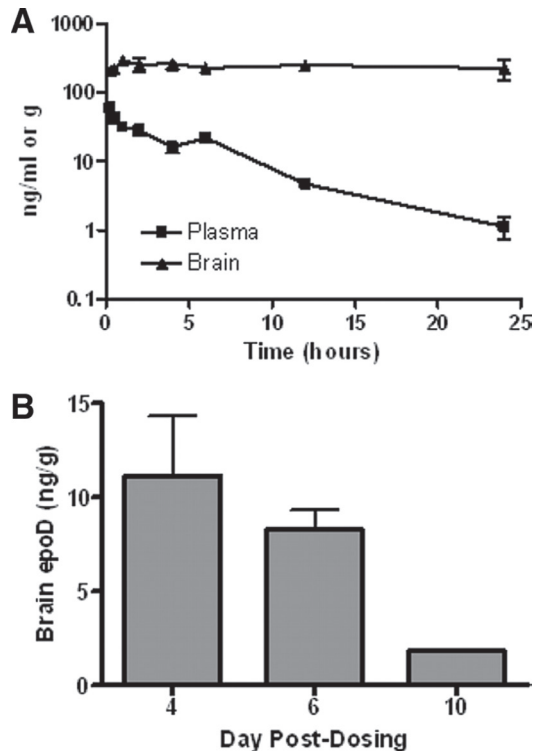 A
ng/ml or g
1000
100
10
1
0.1
Plasma
Brain
0 5 10 15 20 25
Time (hours)
B
Brain epoD (ng/g)
15
10
5
0
4 6 10
Day Post-Dosing